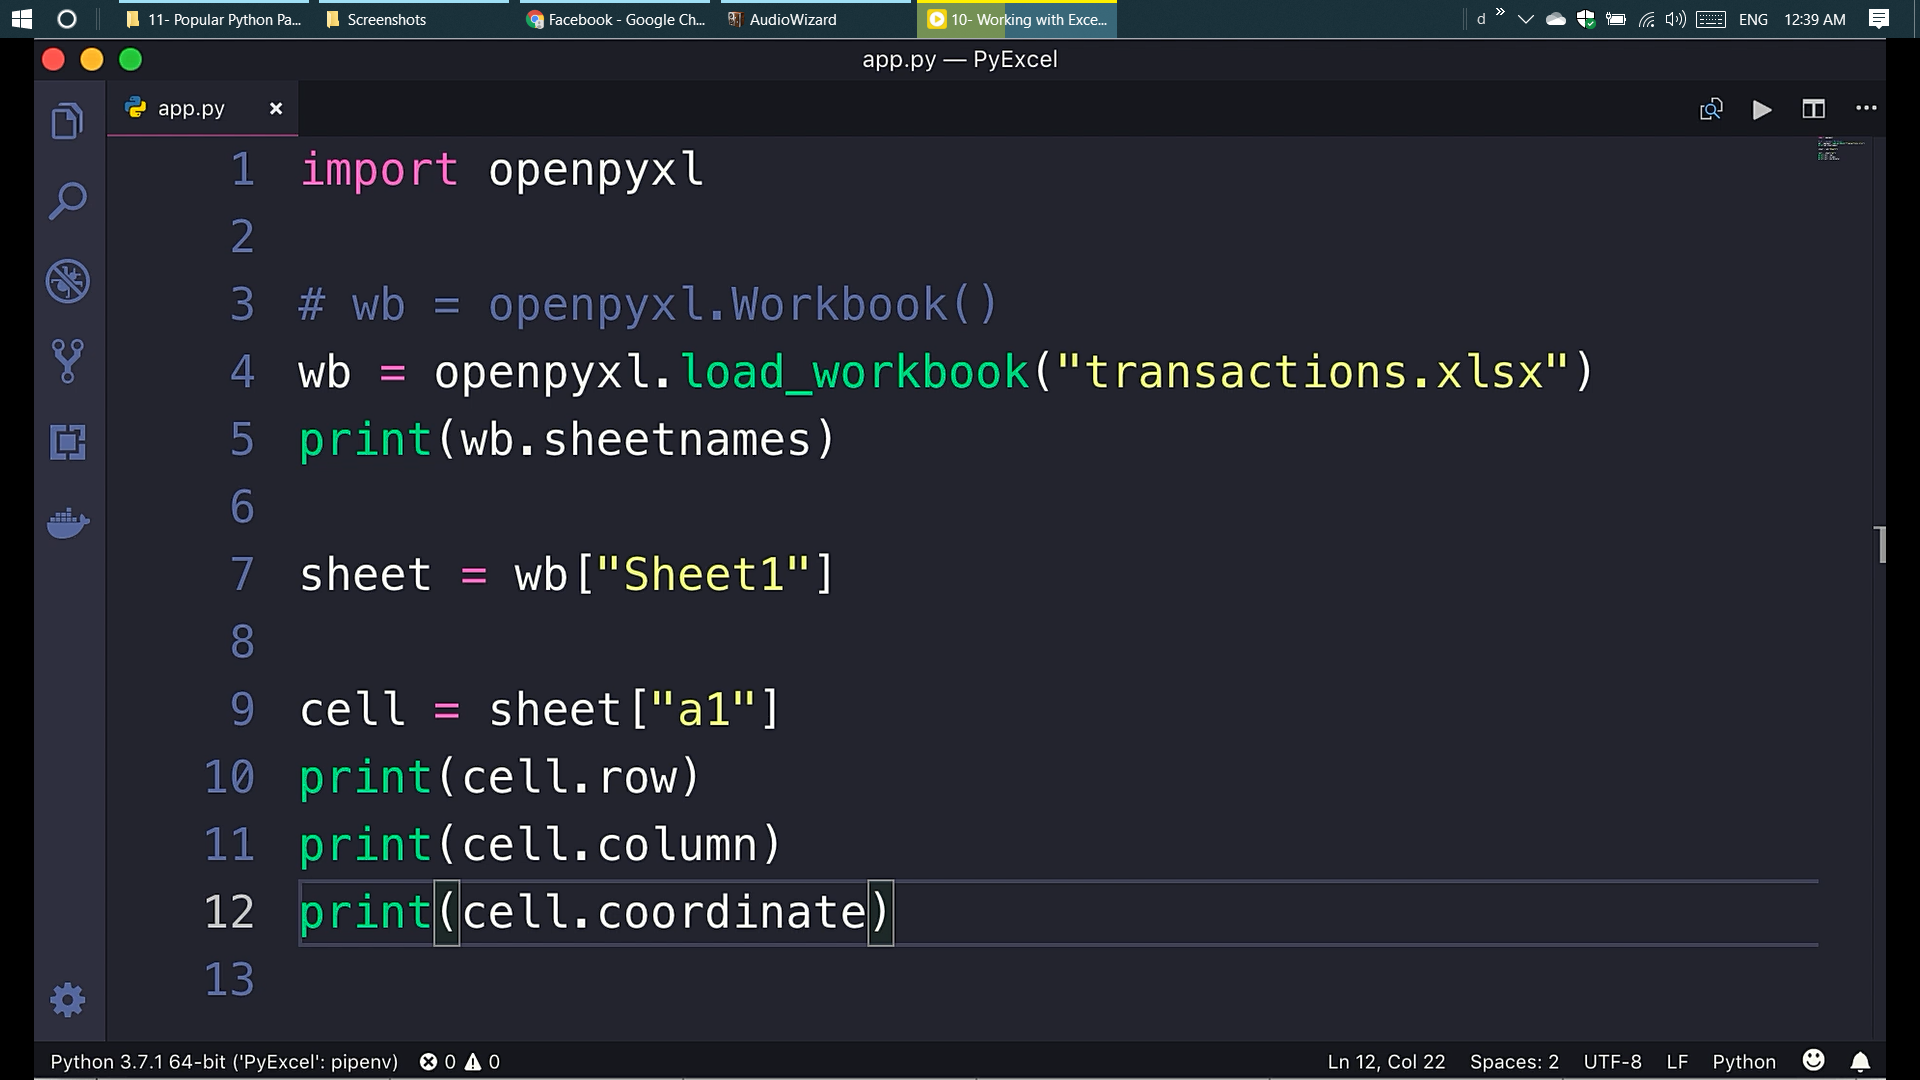 11- Popular Python Pa...
Screenshots
Facebook - Google Ch...
AudioWizard
10- Working with Exce...
d
»
ENG
12:39 AM
app.py — PyExcel
app.py
1 import openpyxl
2
3 # wb = openpyxl.Workbook()
4 wb = openpyxl.load_workbook("transactions.xlsx")
5 print(wb.sheetnames)
6
7 sheet = wb["Sheet1"]
8
9 cell = sheet["a1"]
10 print(cell.row)
11 print(cell.column)
12 print(cell.coordinate)
13
Python 3.7.1 64-bit ('PyExcel': pipenv) 0 0
Ln 12, Col 22 Spaces: 2 UTF-8 LF Python